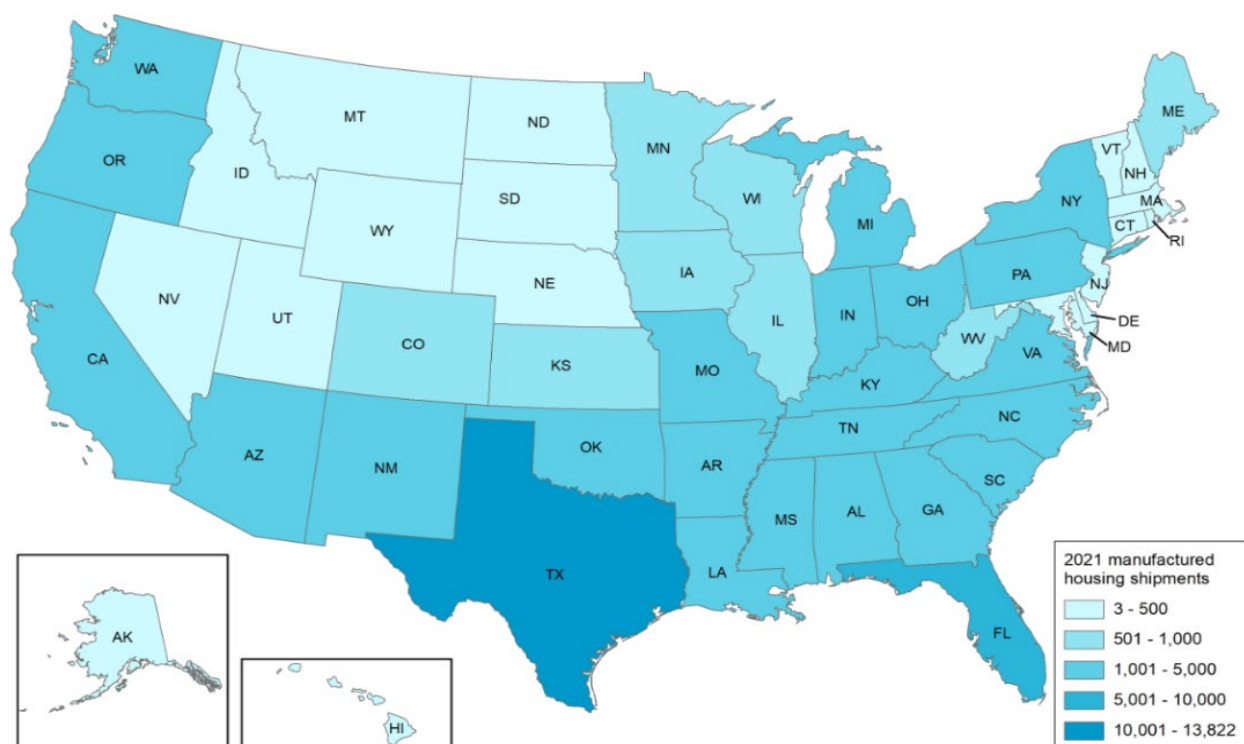 WA
MT
ND
MN
ME
VT
NH
OR
ID
SD
WI
NY
MA
MI
CT
RI
WY
IA
PA
NE
NJ
NV
UT
IL
IN
OH
DE
CO
WV
MD
CA
KS
MO
VA
KY
NC
TN
AZ
NM
OK
AR
SC
MS
AL
GA
TX
LA
FL
AK
HI
2021 manufactured
housing shipments
3 - 500
501 - 1,000
1,001 - 5,000
5,001 - 10,000
10,001 - 13,822